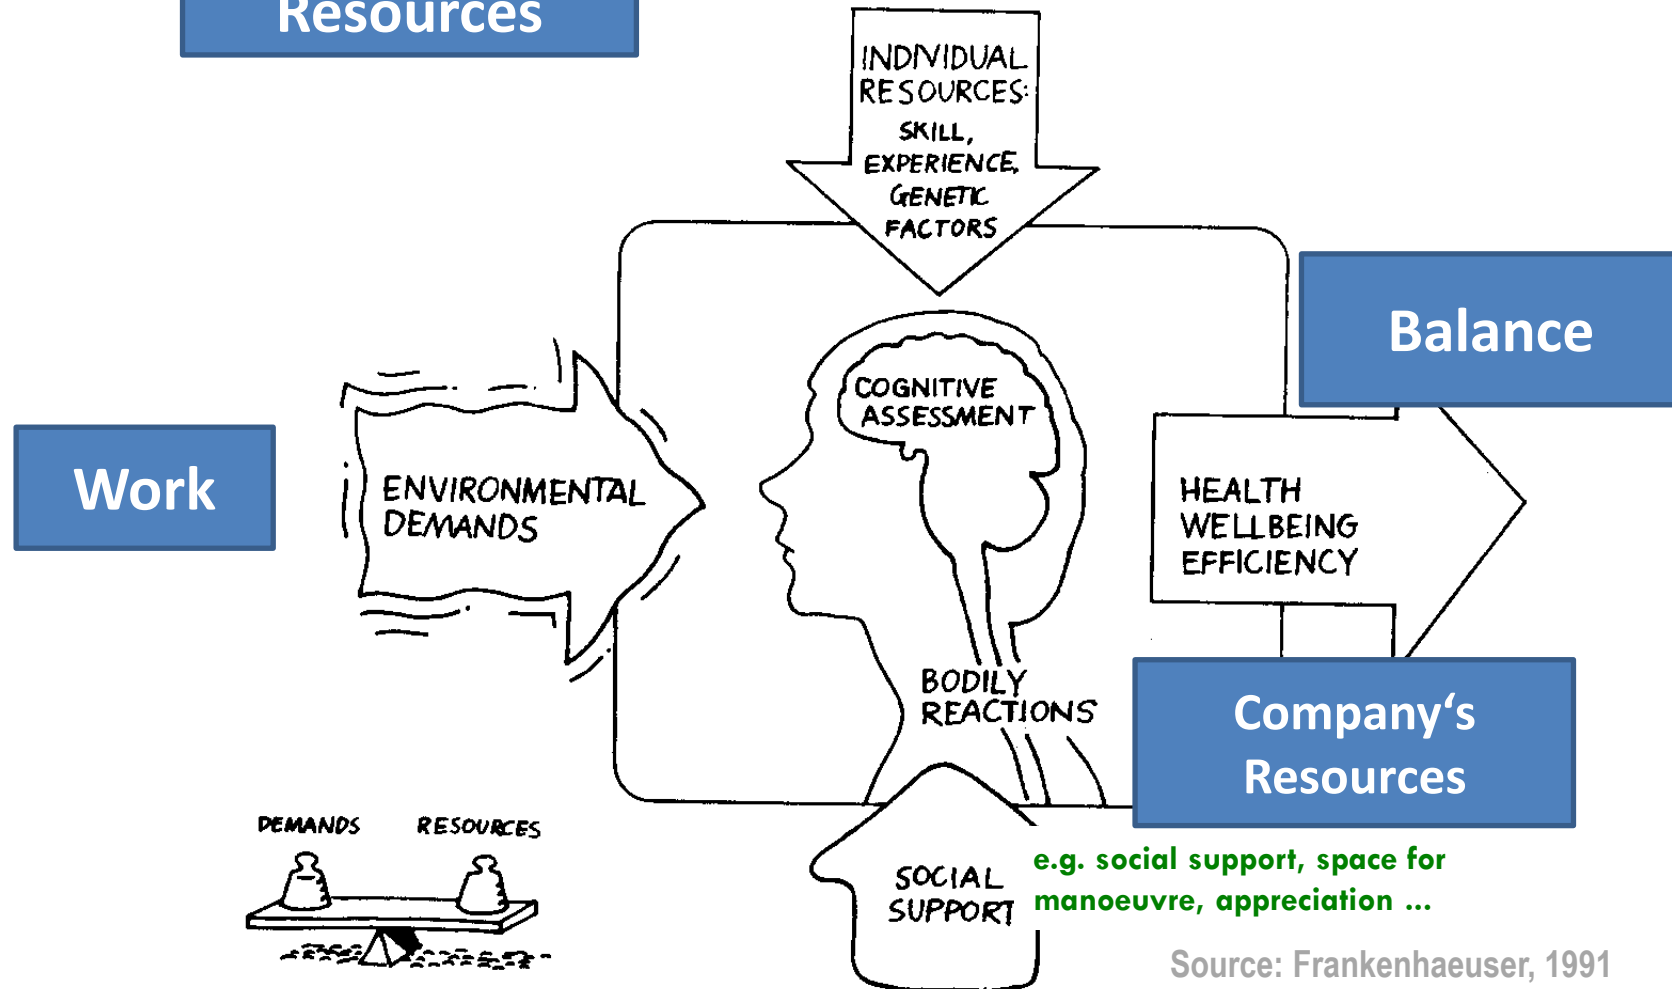 Resources
INDIVIDUAL
RESOURCES:
SKILL,
EXPERIENCE,
GENETIC
FACTORS
Balance
COGNITIVE
ASSESSMENT
Work
ENVIRONMENTAL
DEMANDS
HEALTH
WELLBEING
EFFICIENCY
BODILY
REACTIONS
Company‘s
Resources
DEMANDS RESOURCES
SOCIAL
SUPPORT
e.g. social support, space for
manoeuvre, appreciation ...
Source: Frankenhaeuser, 1991